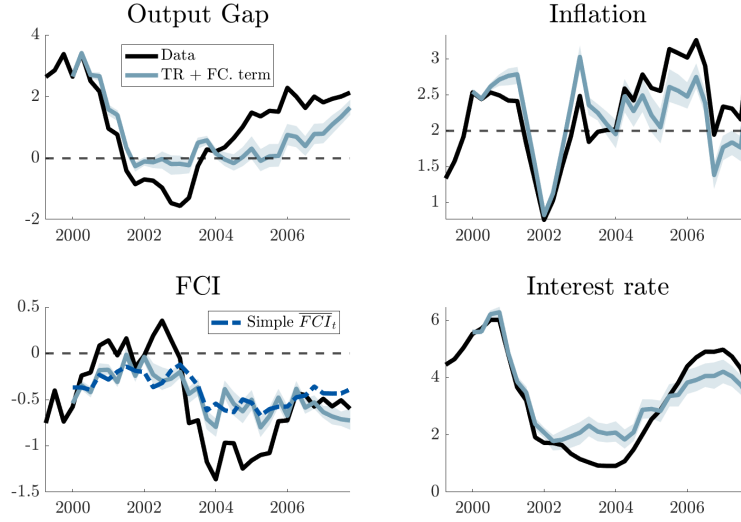 Output Gap
4
2
0
-2
2000 2002 2004 2006
Data
TR + FC. term
Inflation
3
2.5
2
1.5
1
2000 2002 2004 2006
FCI
0.5
0
-0.5
-1
-1.5
2000 2002 2004 2006
Simple \overline{FCI}_t
Interest rate
6
4
2
0
2000 2002 2004 2006